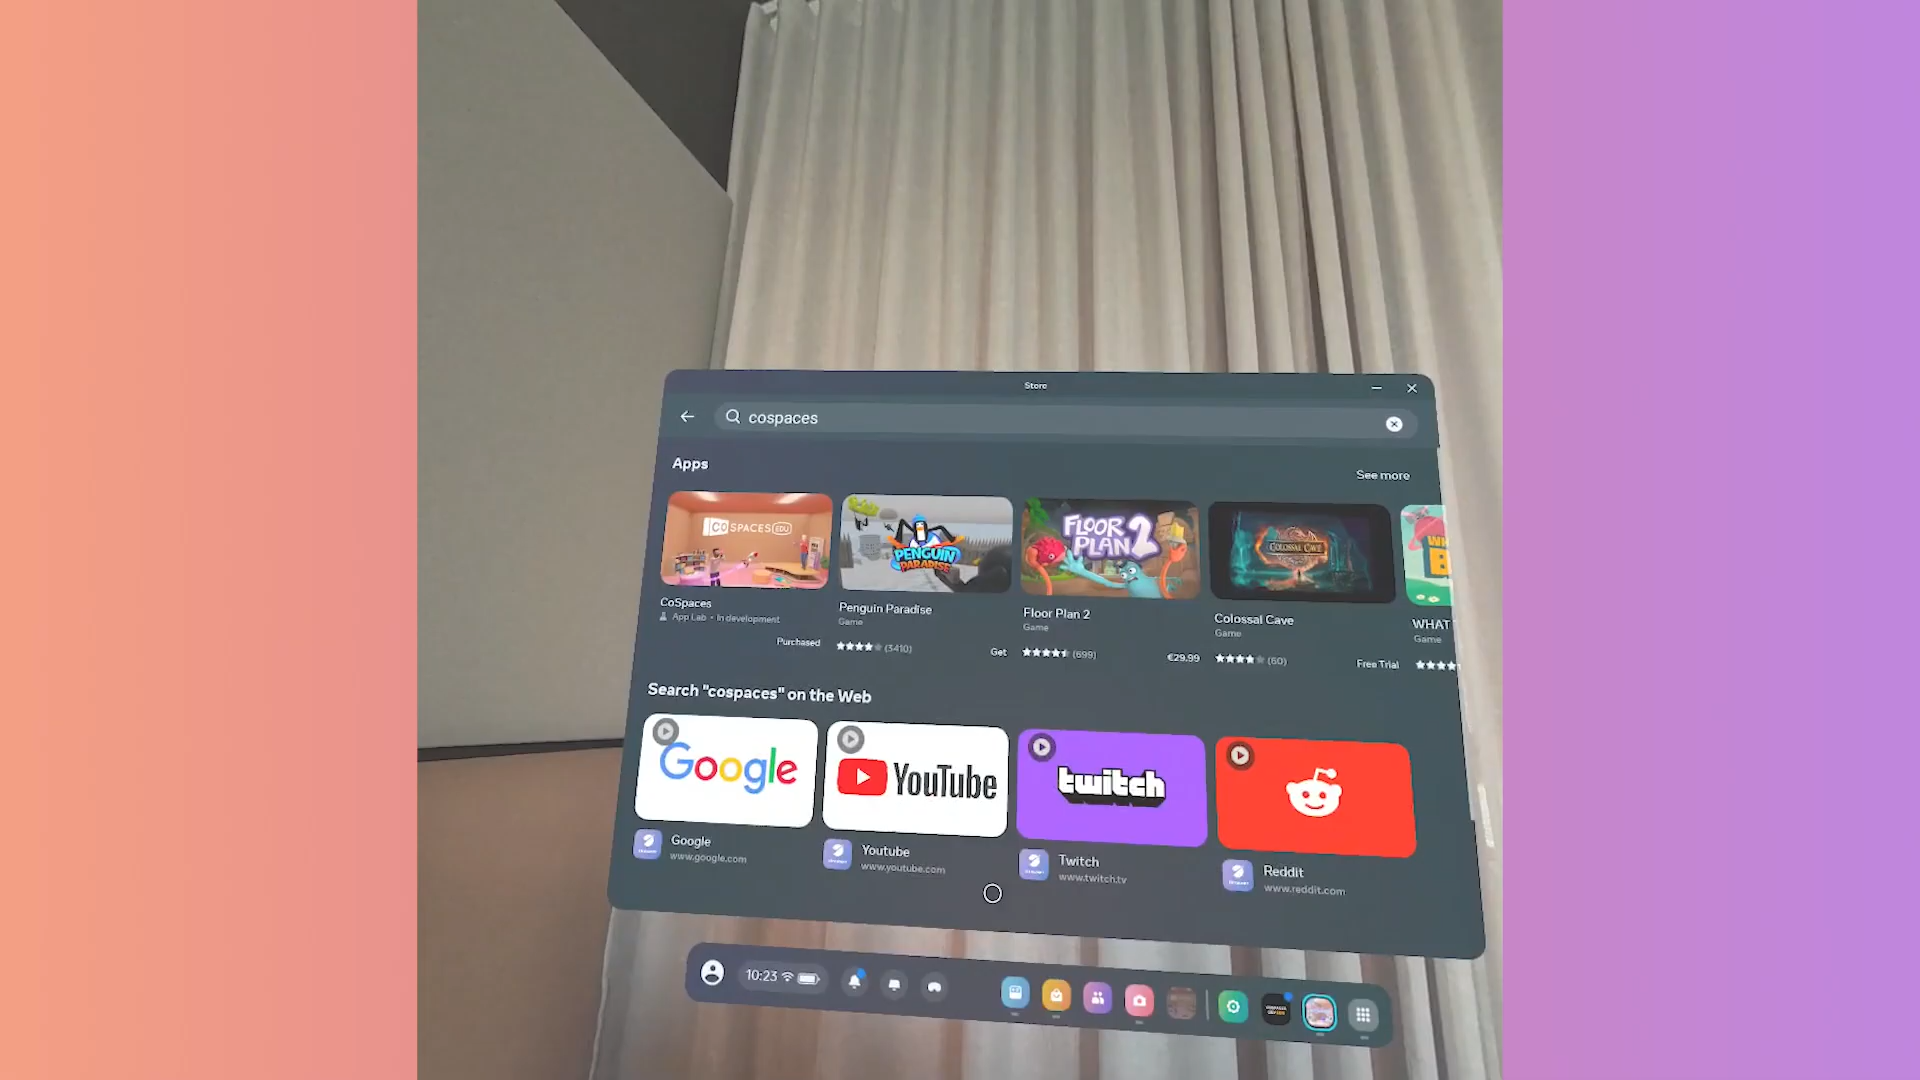 Store
cospaces
Apps
See more
CO SPACES EDU
PENGUIN PARADISE
FLOOR PLAN 2
COLOSSAL CAVE
CoSpaces
App Lab • In development
Purchased
Penguin Paradise
Game
(3410)
Get
Floor Plan 2
Game
(699)
€29.99
Colossal Cave
Game
(60)
Free Trial
WHAT
Game
Search "cospaces" on the Web
Google
YouTube
twitch
Google
www.google.com
Youtube
www.youtube.com
Twitch
www.twitch.tv
Reddit
www.reddit.com
10:23